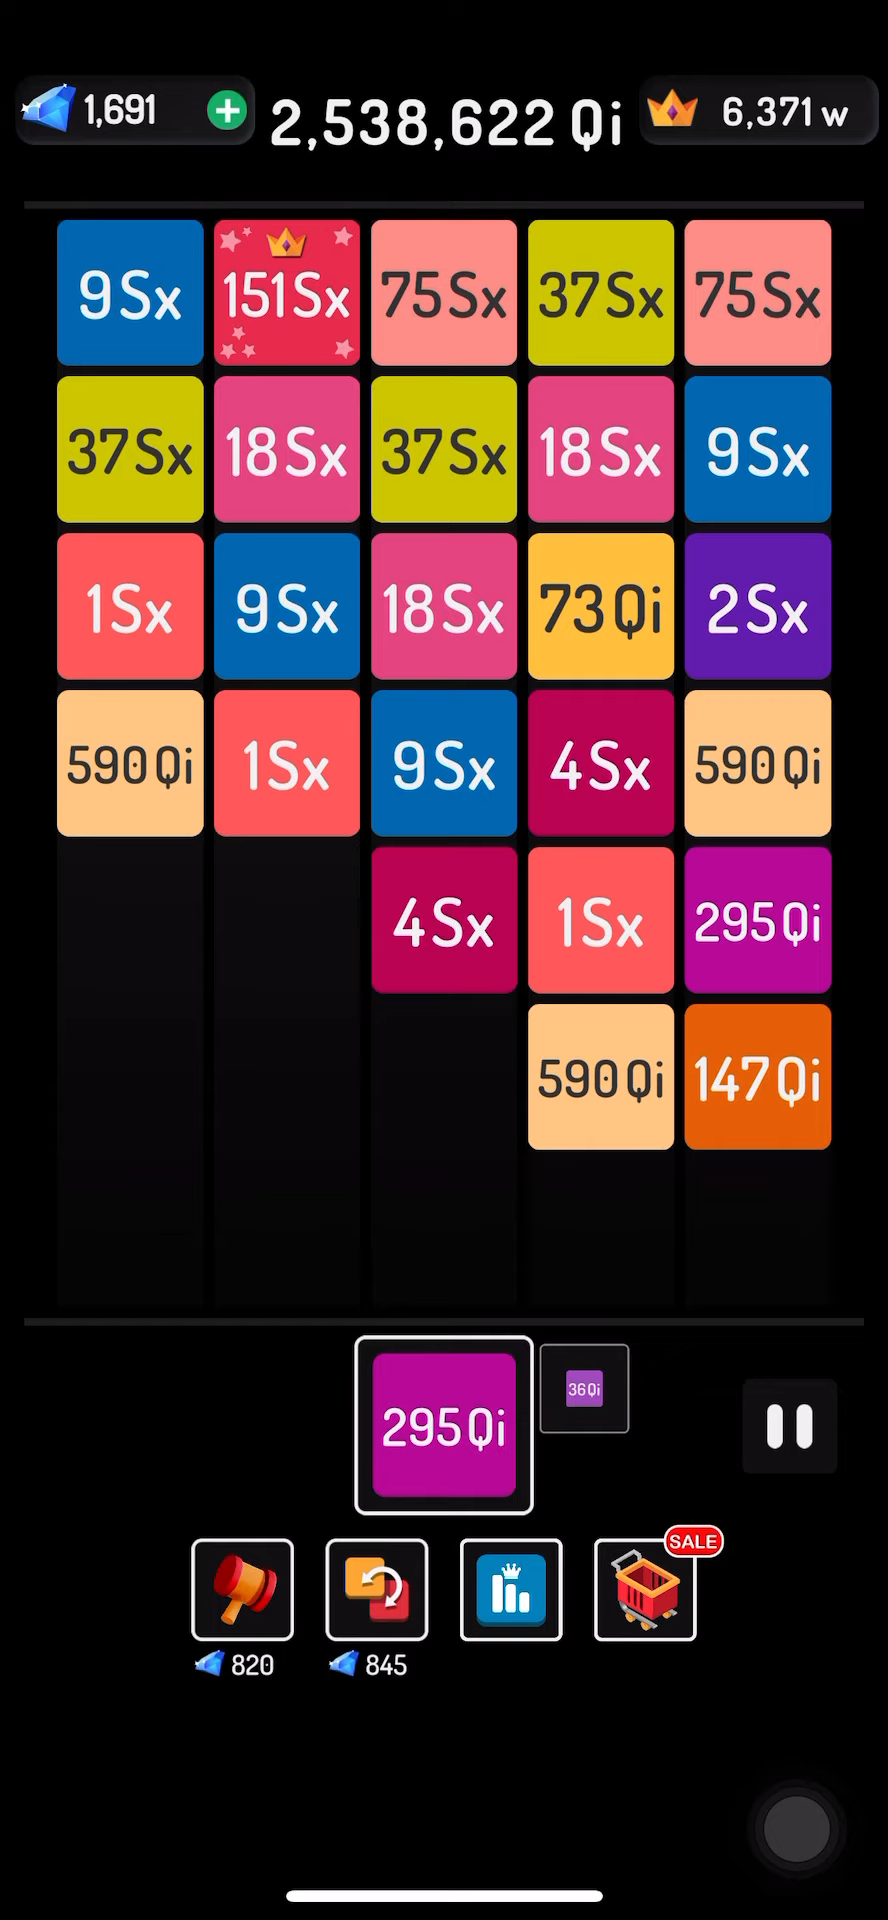 1,691 2,538,622 Qi 6,371 w
9Sx 151Sx 75Sx 37Sx 75Sx
37Sx 18Sx 37Sx 18Sx 9Sx
1Sx 9Sx 18Sx 73Qi 2Sx
590Qi 1Sx 9Sx 4Sx 590Qi
4Sx 1Sx 295Qi
590Qi 147Qi
295Qi 36Qi
SALE
820 845